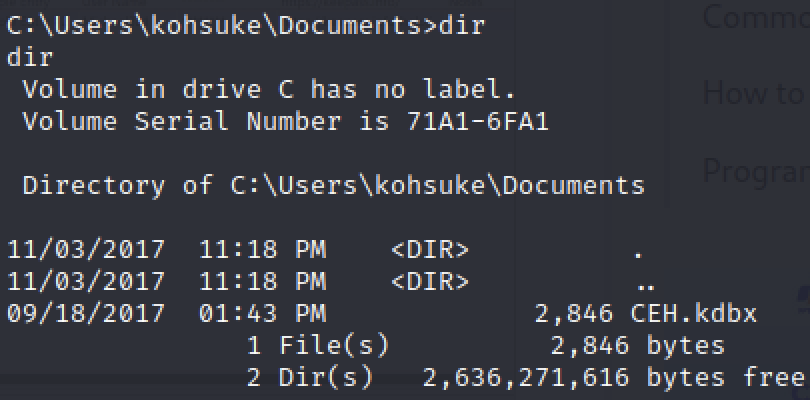 C:\Users\kohsuke\Documents>dir
dir
 Volume in drive C has no label.
 Volume Serial Number is 71A1-6FA1

 Directory of C:\Users\kohsuke\Documents

11/03/2017  11:18 PM    <DIR>          .
11/03/2017  11:18 PM    <DIR>          ..
09/18/2017  01:43 PM             2,846 CEH.kdbx
               1 File(s)          2,846 bytes
               2 Dir(s)   2,636,271,616 bytes free
How to